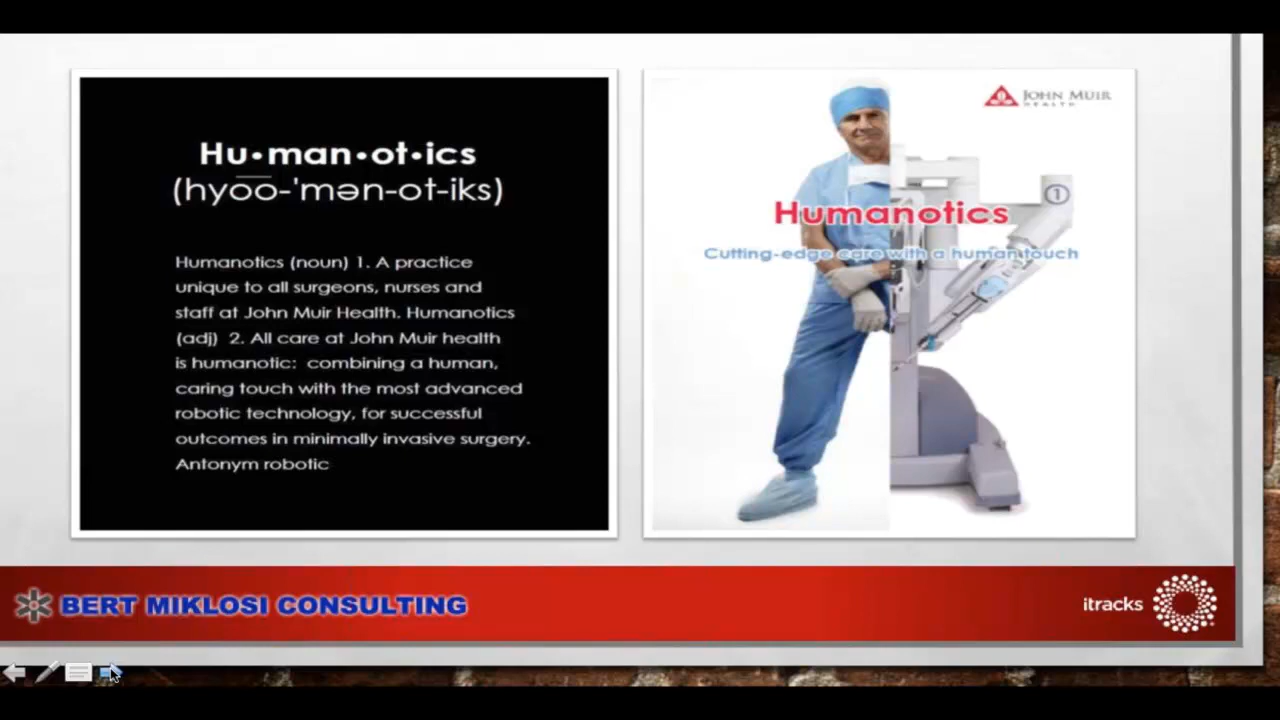 Hu•man•ot•ics
(hyoo-'mən-ot-iks)
Humanotics (noun) 1. A practice
unique to all surgeons, nurses and
staff at John Muir Health. Humanotics
(adj)  2. All care at John Muir health
is humanotic:  combining a human,
caring touch with the most advanced
robotic technology, for successful
outcomes in minimally invasive surgery.
Antonym robotic
JOHN MUIR
HEALTH
1
Humanotics
Cutting-edge care with a human touch
BERT MIKLOSI CONSULTING
itracks